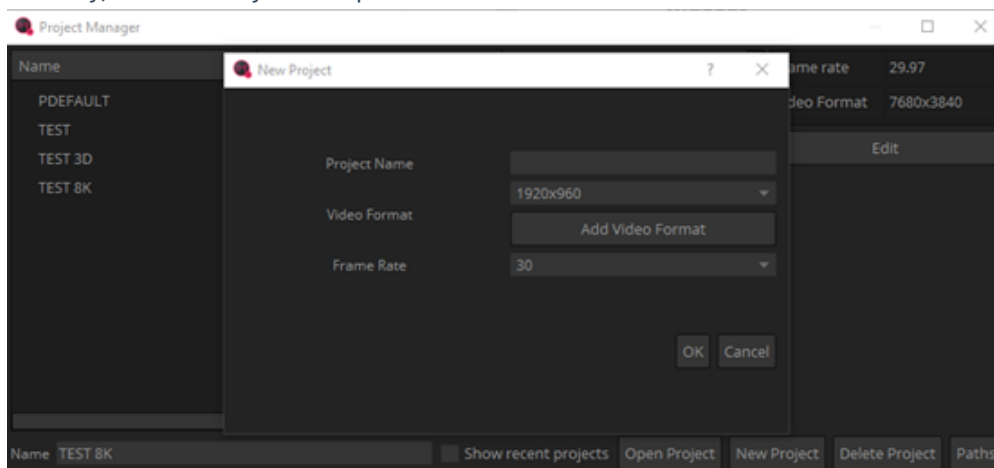 Project Manager
Name
PDEFAULT
TEST
TEST 3D
TEST 8K
New Project
?
Project Name
Video Format
1920x960
Add Video Format
Frame Rate
30
OK Cancel
ame rate 29.97
deo Format 7680x3840
Edit
Name TEST 8K
Show recent projects
Open Project
New Project
Delete Project
Paths